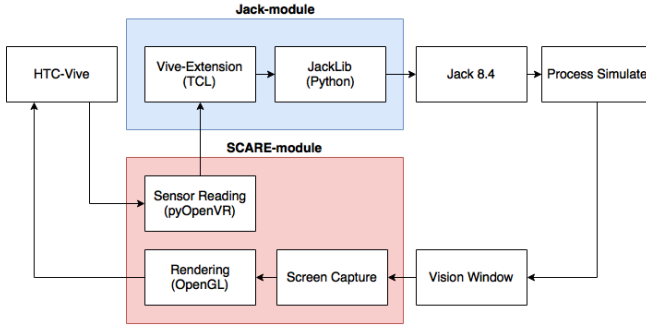 Jack-module
HTC-Vive
Vive-Extension
(TCL)
JackLib
(Python)
Jack 8.4
Process Simulate
SCARE-module
Sensor Reading
(pyOpenVR)
Rendering
(OpenGL)
Screen Capture
Vision Window